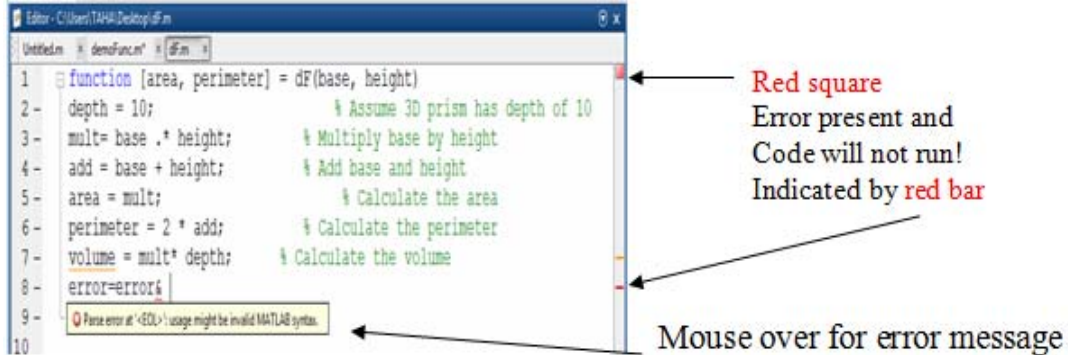 Editor - C:\Users\TAHA\Desktop\dF.m
Untitled.m x demoFunc.m* x dF.m x
1 function [area, perimeter] = dF(base, height)
2 - depth = 10; % Assume 3D prism has depth of 10
3 - mult= base .* height; % Multiply base by height
4 - add = base + height; % Add base and height
5 - area = mult; % Calculate the area
6 - perimeter = 2 * add; % Calculate the perimeter
7 - volume = mult* depth; % Calculate the volume
8 - error=error&
9 - Parse error at '<EOL>': usage might be invalid MATLAB syntax.
10
Red square
Error present and
Code will not run!
Indicated by red bar
Mouse over for error message